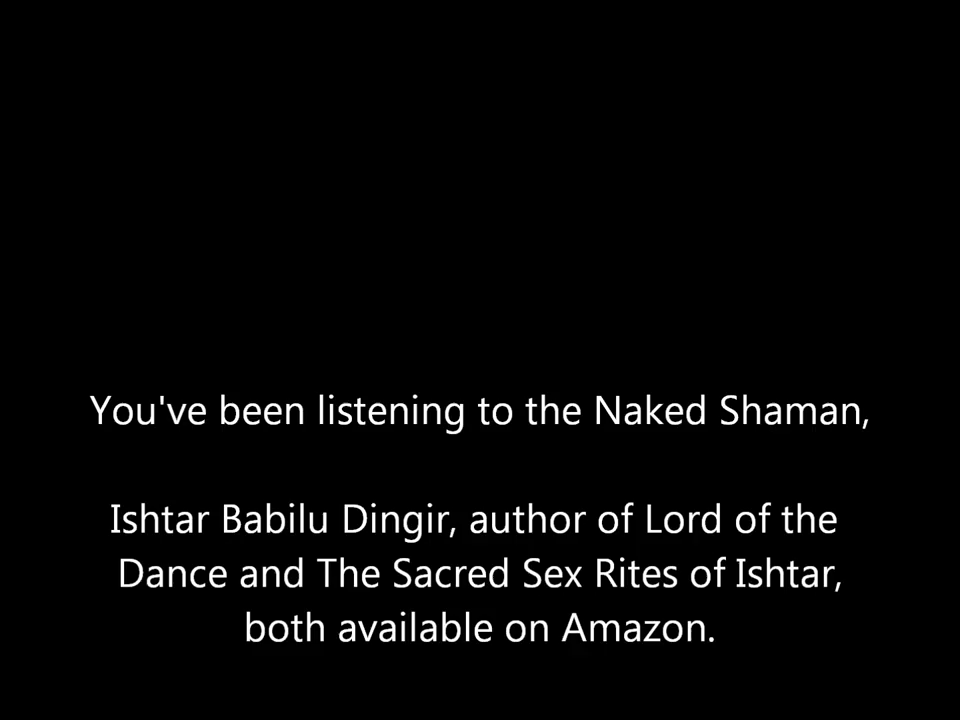 You've been listening to the Naked Shaman,
Ishtar Babilu Dingir, author of Lord of the
Dance and The Sacred Sex Rites of Ishtar,
both available on Amazon.